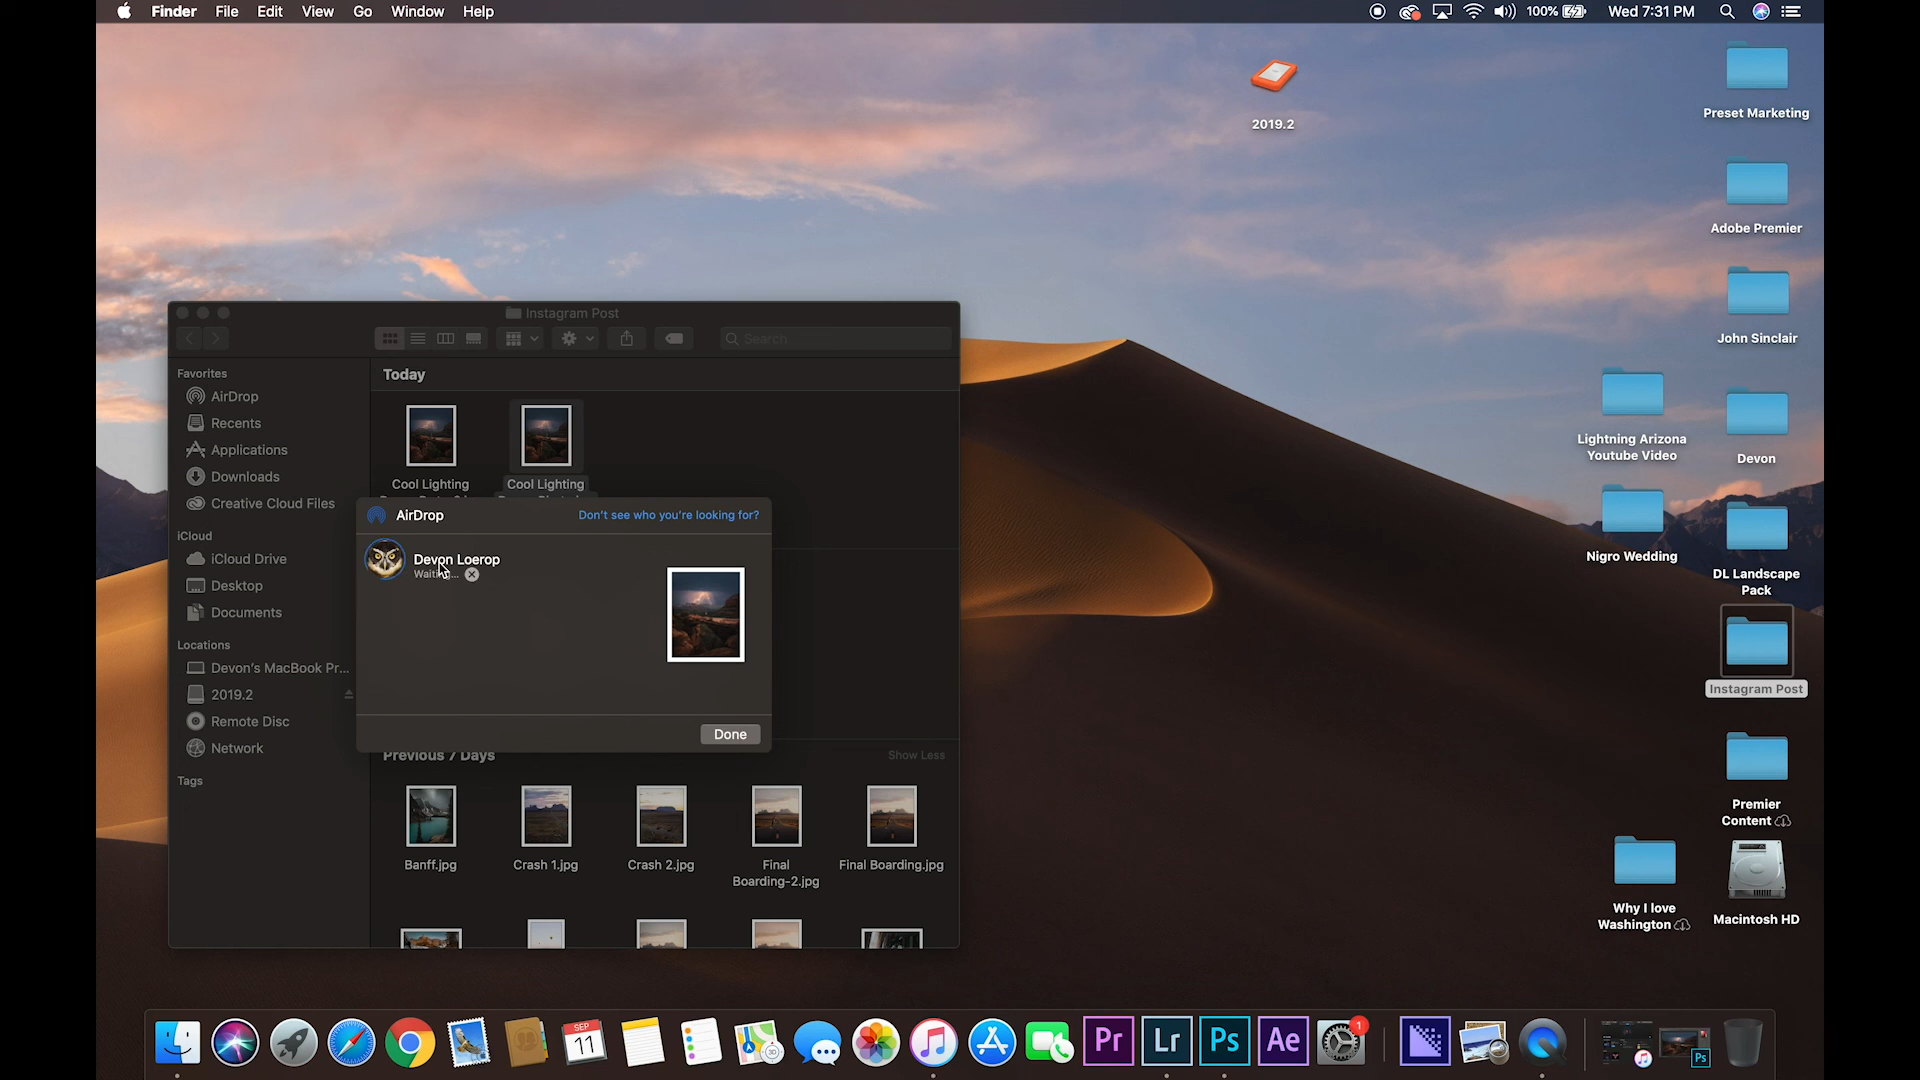 Finder File Edit View Go Window Help
100% Wed 7:31 PM
2019.2
Preset Marketing
Adobe Premier
John Sinclair
Lightning Arizona
Youtube Video
Devon
Nigro Wedding
DL Landscape
Pack
Instagram Post
Premier
Content
Why I love
Washington
Macintosh HD
Instagram Post
Search
Favorites
AirDrop
Recents
Applications
Downloads
Creative Cloud Files
iCloud
iCloud Drive
Desktop
Documents
Locations
Devon's MacBook Pr...
2019.2
Remote Disc
Network
Tags
Today
Cool Lighting
Cool Lighting
AirDrop
Don't see who you're looking for?
Devon Loerop
Waiting...
Done
Previous 7 Days
Show Less
Banff.jpg
Crash 1.jpg
Crash 2.jpg
Final
Boarding-2.jpg
Final Boarding.jpg
SEP
11
3D
Pr
Lr
Ps
Ae
1
Ps